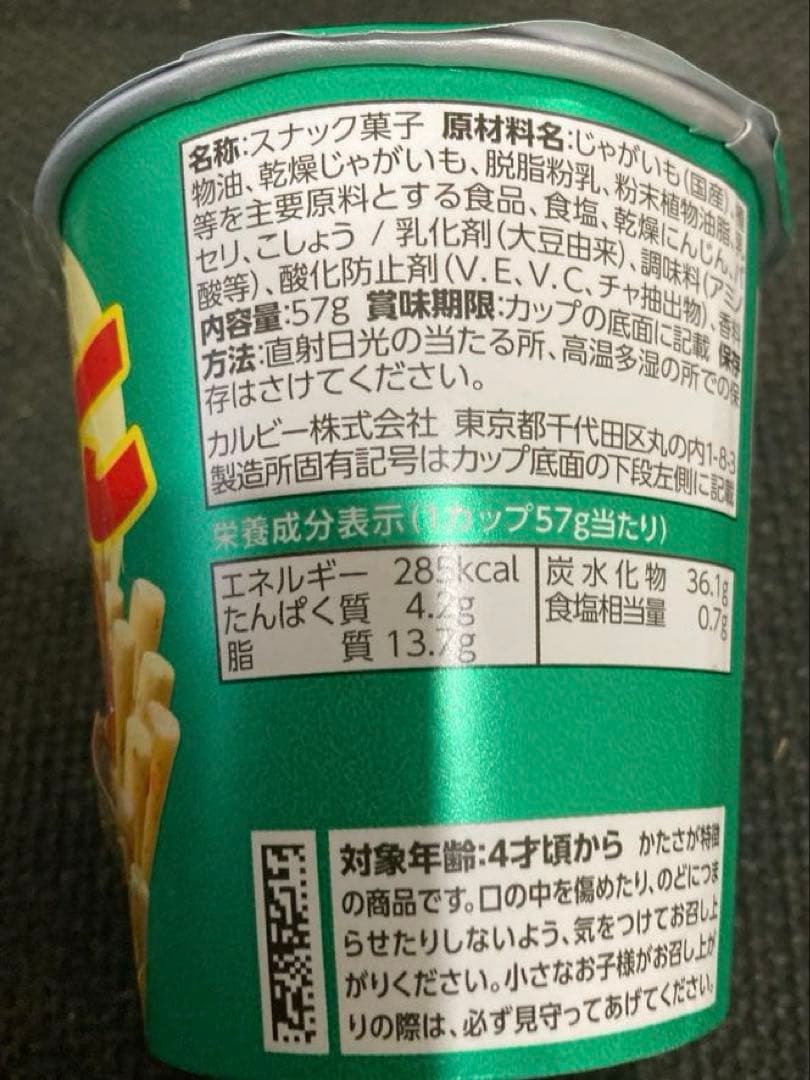 名称:スナック菓子 原材料名:じゃがいも(国産)、
物油、乾燥じゃがいも、脱脂粉乳、粉末植物油脂、
等を主要原料とする食品、食塩、乾燥にんじん、
セリ、こしょう / 乳化剤(大豆由来)、調味料(アミノ
酸等)、酸化防止剤(V.E、V.C、チャ抽出物)、香料
内容量:57g 賞味期限:カップの底面に記載 保存
方法:直射日光の当たる所、高温多湿の所での保
存はさけてください。
カルビー株式会社 東京都千代田区丸の内1-8-3
製造所固有記号はカップ底面の下段左側に記載
栄養成分表示(1カップ57g当たり)
エネルギー 285kcal 炭水化物 36.1g
たんぱく質 4.2g 食塩相当量 0.7g
脂質 13.7g
対象年齢:4才頃から かたさが特徴
の商品です。口の中を傷めたり、のどにつま
らせたりしないよう、気をつけてお召し上
がりください。小さなお子様がお召し上が
りの際は、必ず見守ってあげてください。